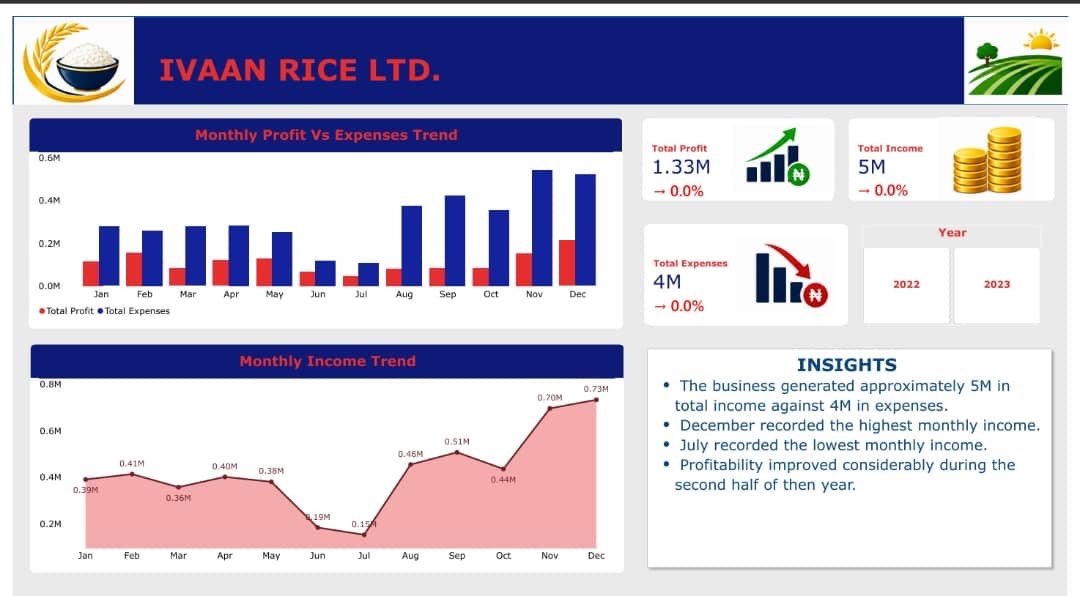 IVAAN RICE LTD.
Monthly Profit Vs Expenses Trend
0.6M
0.4M
0.2M
0.0M
Jan Feb Mar Apr May Jun Jul Aug Sep Oct Nov Dec
Total Profit Total Expenses
Total Profit
1.33M
→ 0.0%
₦
Total Income
5M
→ 0.0%
Total Expenses
4M
→ 0.0%
₦
Year
2022 2023
Monthly Income Trend
0.8M
0.6M
0.4M
0.2M
0.39M 0.41M 0.36M 0.40M 0.38M 0.19M 0.15M 0.46M 0.51M 0.44M 0.70M 0.73M
Jan Feb Mar Apr May Jun Jul Aug Sep Oct Nov Dec
INSIGHTS
• The business generated approximately 5M in
total income against 4M in expenses.
• December recorded the highest monthly income.
• July recorded the lowest monthly income.
• Profitability improved considerably during the
second half of then year.